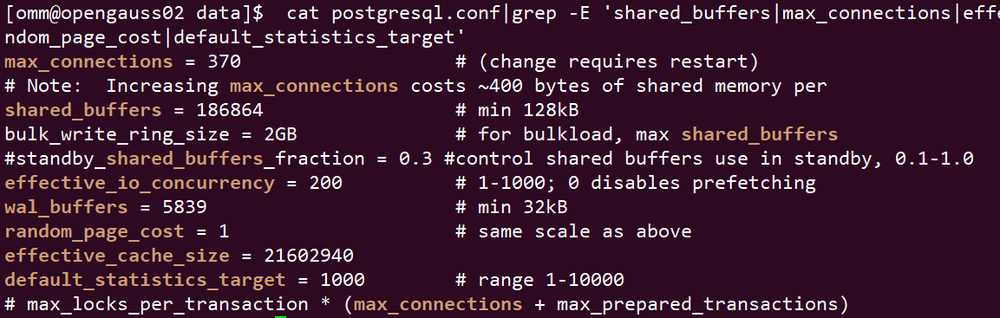 [omm@opengauss02 data]$  cat postgresql.conf|grep -E 'shared_buffers|max_connections|effe
ndom_page_cost|default_statistics_target'
max_connections = 370                   # (change requires restart)
# Note:  Increasing max_connections costs ~400 bytes of shared memory per
shared_buffers = 186864                 # min 128kB
bulk_write_ring_size = 2GB              # for bulkload, max shared_buffers
#standby_shared_buffers_fraction = 0.3 #control shared buffers use in standby, 0.1-1.0
effective_io_concurrency = 200          # 1-1000; 0 disables prefetching
wal_buffers = 5839                      # min 32kB
random_page_cost = 1                    # same scale as above
effective_cache_size = 21602940
default_statistics_target = 1000        # range 1-10000
# max_locks_per_transaction * (max_connections + max_prepared_transactions)